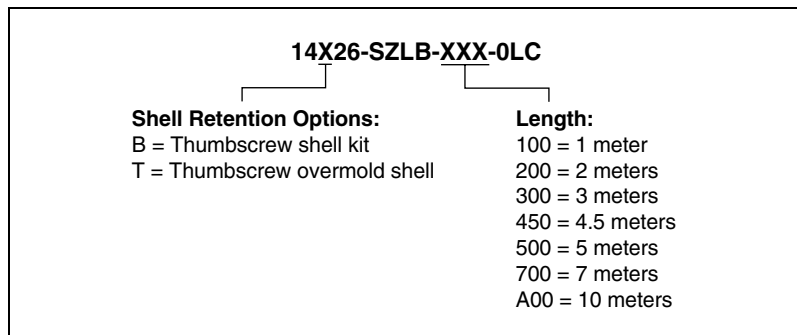 14X26-SZLB-XXX-0LC
Shell Retention Options:
B = Thumbscrew shell kit
T = Thumbscrew overmold shell
Length:
100 = 1 meter
200 = 2 meters
300 = 3 meters
450 = 4.5 meters
500 = 5 meters
700 = 7 meters
A00 = 10 meters